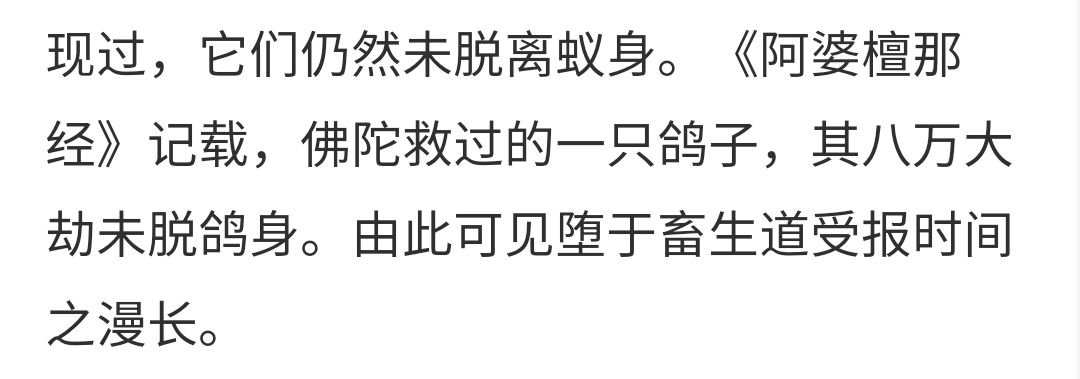 现过，它们仍然未脱离蚁身。《阿婆檀那
经》记载，佛陀救过的一只鸽子，其八万大
劫未脱鸽身。由此可见堕于畜生道受报时间
之漫长。